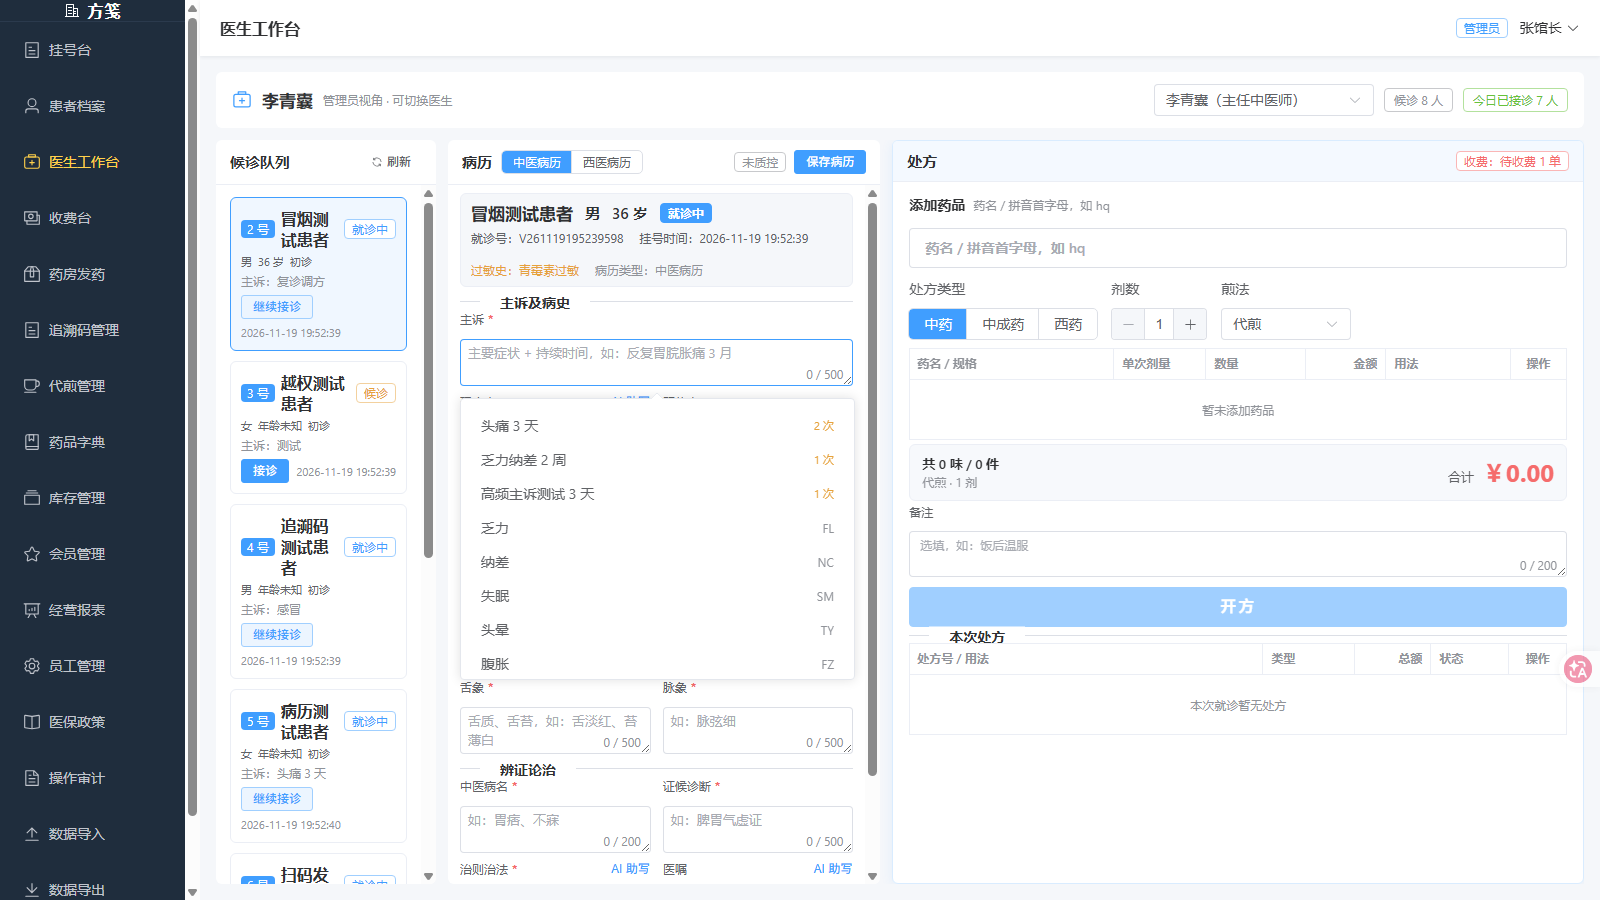 方笺
挂号台
患者档案
医生工作台
收费台
药房发药
追溯码管理
代煎管理
药品字典
库存管理
会员管理
经营报表
员工管理
医保政策
操作审计
数据导入
数据导出
医生工作台
管理员 张馆长
李青囊 管理员视角 · 可切换医生
李青囊（主任中医师） 候诊 8 人 今日已接诊 7 人
候诊队列 刷新
2 号 冒烟测试患者 就诊中
男 36 岁 初诊
主诉：复诊调方
继续接诊
2026-11-19 19:52:39
3 号 越权测试患者 候诊
女 年龄未知 初诊
主诉：测试
接诊 2026-11-19 19:52:39
4 号 追溯码测试患者 就诊中
男 年龄未知 初诊
主诉：感冒
继续接诊
2026-11-19 19:52:39
5 号 病历测试患者 就诊中
女 年龄未知 初诊
主诉：头痛 3 天
继续接诊
2026-11-19 19:52:40
扫码发
病历 中医病历 西医病历 未质控 保存病历
冒烟测试患者 男 36 岁 就诊中
就诊号：V261119195239598 挂号时间：2026-11-19 19:52:39
过敏史：青霉素过敏 病历类型：中医病历
主诉及病史
主诉 *
主要症状 + 持续时间，如：反复胃脘胀痛 3 月
0 / 500
头痛 3 天 2 次
乏力纳差 2 周 1 次
高频主诉测试 3 天 1 次
乏力 FL
纳差 NC
失眠 SM
头晕 TY
腹胀 FZ
舌象 * 脉象 *
舌质、舌苔，如：舌淡红、苔薄白 0 / 500
如：脉弦细 0 / 500
辨证论治
中医病名 * 证候诊断 *
如：胃痞、不寐 0 / 200
如：脾胃气虚证 0 / 500
治则治法 * AI 助写 医嘱 AI 助写
处方 收费：待收费 1 单
添加药品 药名 / 拼音首字母，如 hq
药名 / 拼音首字母，如 hq
处方类型 剂数 煎法
中药 中成药 西药 1 代煎
药名 / 规格 单次剂量 数量 金额 用法 操作
暂未添加药品
共 0 味 / 0 件
代煎 · 1 剂
合计 ¥0.00
备注
选填，如：饭后温服
0 / 200
开方
本次处方
处方号 / 用法 类型 总额 状态 操作
本次就诊暂无处方